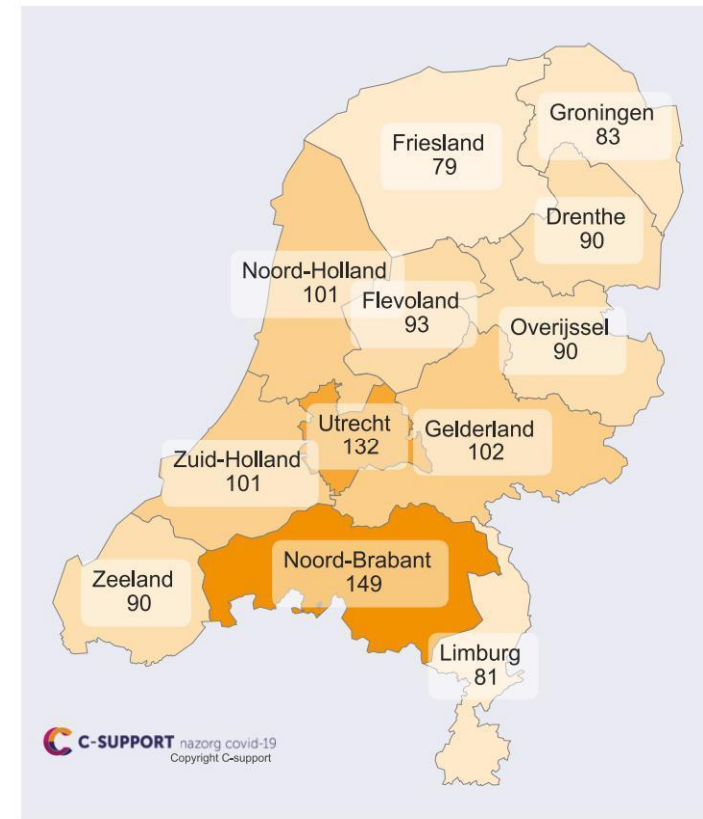 Groningen
83
Friesland
79
Drenthe
90
Noord-Holland
101
Flevoland
93
Overijssel
90
Utrecht
132
Gelderland
102
Zuid-Holland
101
Noord-Brabant
149
Zeeland
90
Limburg
81
C-SUPPORT nazorg covid-19
Copyright C-support